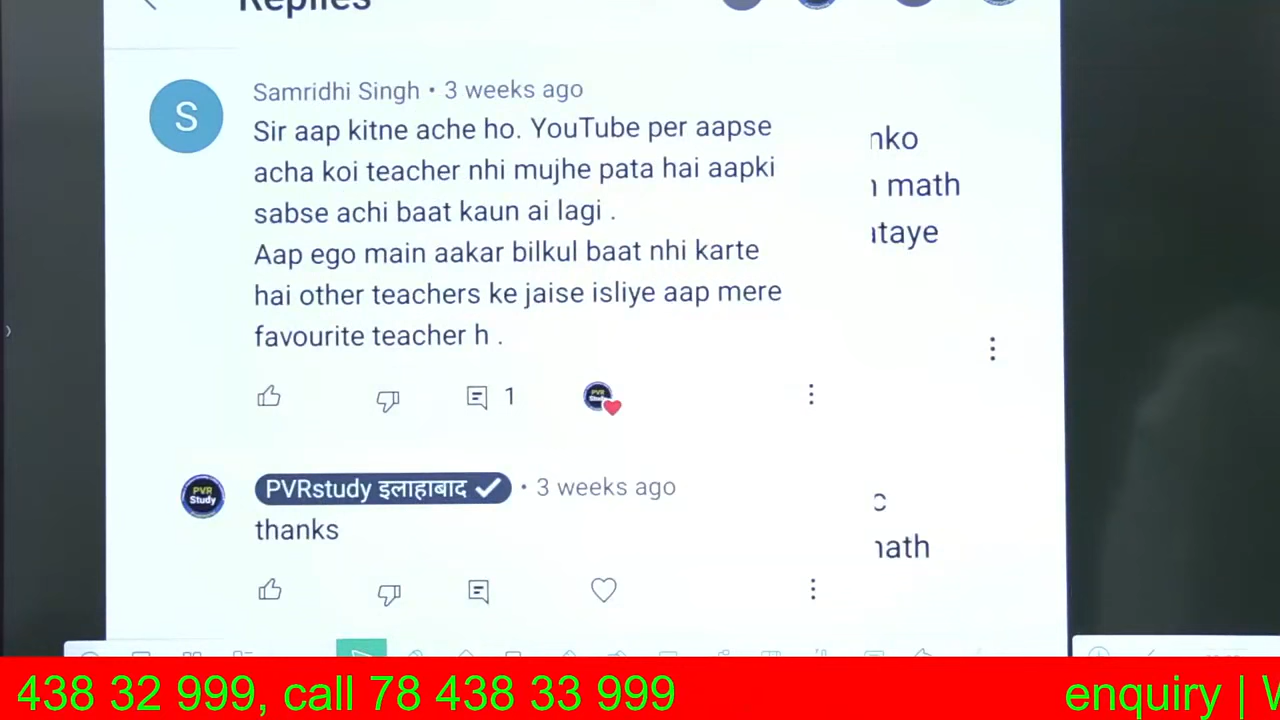 Replies
Samridhi Singh • 3 weeks ago
S
Sir aap kitne ache ho. YouTube per aapse
acha koi teacher nhi mujhe pata hai aapki
sabse achi baat kaun ai lagi .
Aap ego main aakar bilkul baat nhi karte
hai other teachers ke jaise isliye aap mere
favourite teacher h .
nko
math
ataye
1
PVR
Study
PVRstudy इलाहाबाद ✓ • 3 weeks ago
thanks
math
438 32 999, call 78 438 33 999
enquiry | W